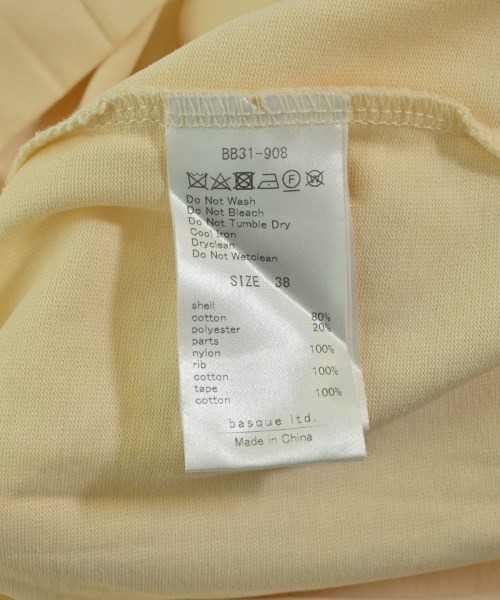 BB31-908
F W
Do Not Wash
Do Not Bleach
Do Not Tumble Dry
Cool Iron
Dryclean
Do Not Wetclean
SIZE 38
shell
cotton 80%
polyester 20%
parts
nylon 100%
rib
cotton 100%
tape
cotton 100%
basque ltd.
Made in China